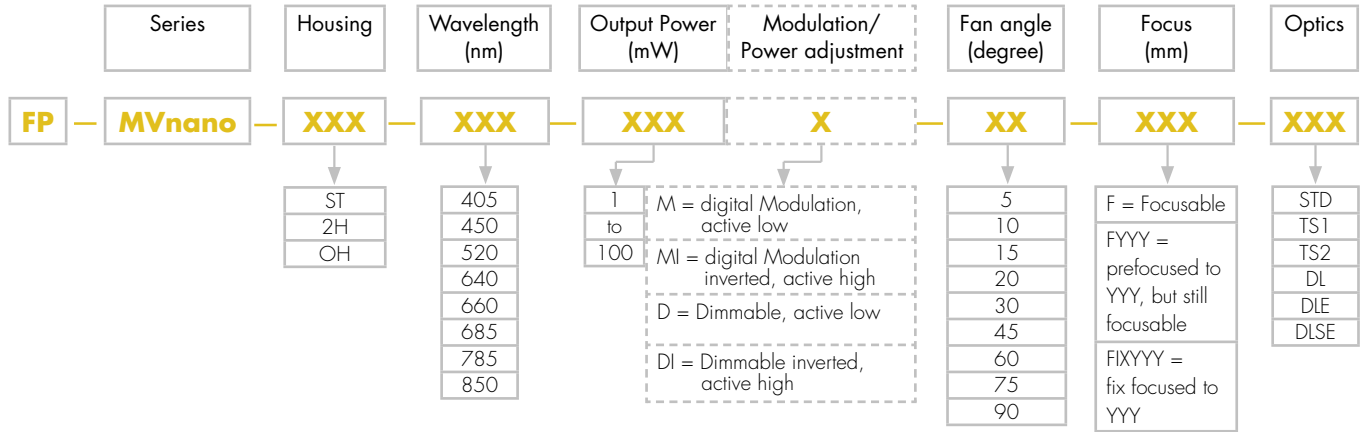 Series
Housing
Wavelength
(nm)
Output Power
(mW)
Modulation/
Power adjustment
Fan angle
(degree)
Focus
(mm)
Optics
FP — MVnano — XXX — XXX — XXX X — XX — XXX — XXX
ST
2H
OH
405
450
520
640
660
685
785
850
1
to
100
M = digital Modulation,
active low
MI = digital Modulation
inverted, active high
D = Dimmable, active low
DI = Dimmable inverted,
active high
5
10
15
20
30
45
60
75
90
F = Focusable
FYYY =
prefocused to
YYY, but still
focusable
FIXYYY =
fix focused to
YYY
STD
TS1
TS2
DL
DLE
DLSE